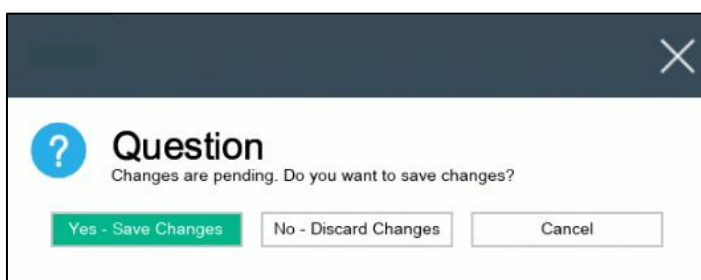 ?
Question
Changes are pending. Do you want to save changes?
Yes - Save Changes No - Discard Changes Cancel